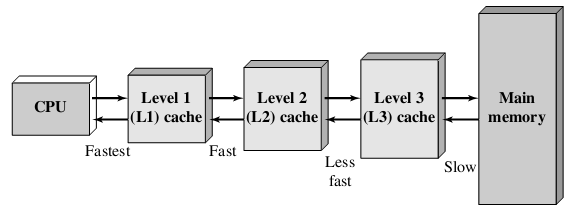 CPU
Level 1
(L1) cache
Level 2
(L2) cache
Level 3
(L3) cache
Main
memory
Fastest
Fast
Less
fast
Slow